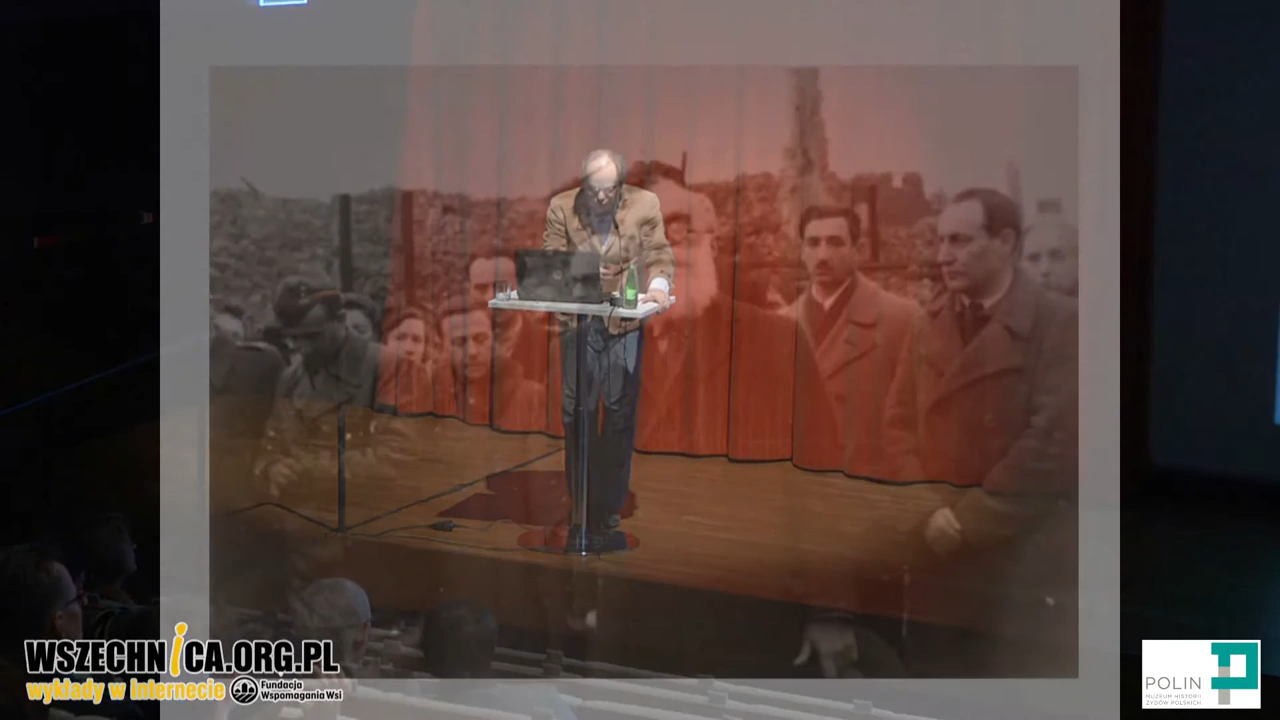 WSZECHNiCA.ORG.PL
wykłady w internecie
Fundacja
Wspomagania Wsi
POLIN
MUZEUM HISTORII
ŻYDÓW POLSKICH